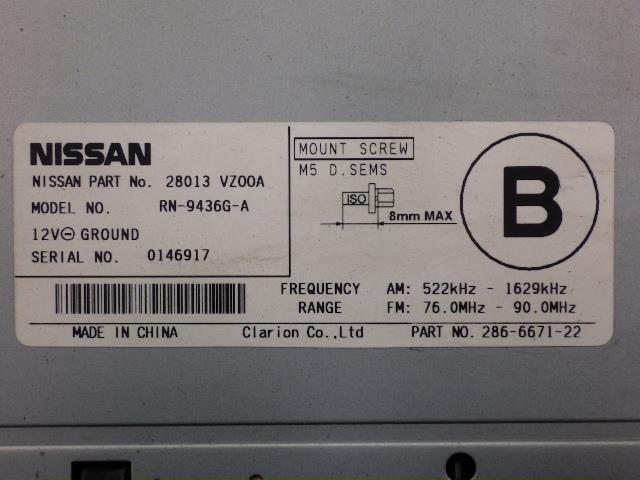 NISSAN
NISSAN PART No. 28013 VZ00A
MODEL NO. RN-9436G-A
12V⊖ GROUND
SERIAL NO. 0146917
MOUNT SCREW
M5 D.SEMS
ISO
8mm MAX
B
FREQUENCY AM: 522kHz - 1629kHz
RANGE FM: 76.0MHz - 90.0MHz
MADE IN CHINA Clarion Co.,Ltd PART NO. 286-6671-22